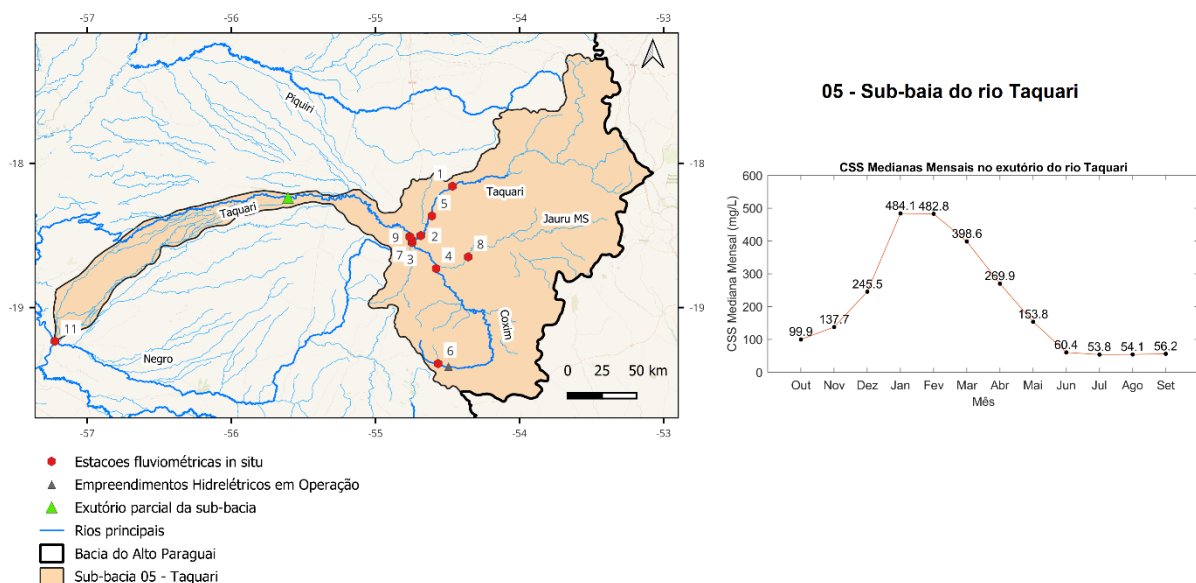 -57
-56
-55
-54
-53
-18
-18
-19
-19
Piquiri
Taquari
Taquari
Jauru MS
Coxim
Negro
1
5
2
9
7
3
4
8
6
11
0 25 50 km
-57
-56
-55
-54
-53
Estacoes fluviométricas in situ
Empreendimentos Hidrelétricos em Operação
Exutório parcial da sub-bacia
Rios principais
Bacia do Alto Paraguai
Sub-bacia 05 - Taquari
05 - Sub-baia do rio Taquari
CSS Medianas Mensais no exutório do rio Taquari
CSS Mediana Mensal (mg/L)
600
500
400
300
200
100
0
99.9
137.7
245.5
484.1
482.8
398.6
269.9
153.8
60.4
53.8
54.1
56.2
Out Nov Dez Jan Fev Mar Abr Mai Jun Jul Ago Set
Mês